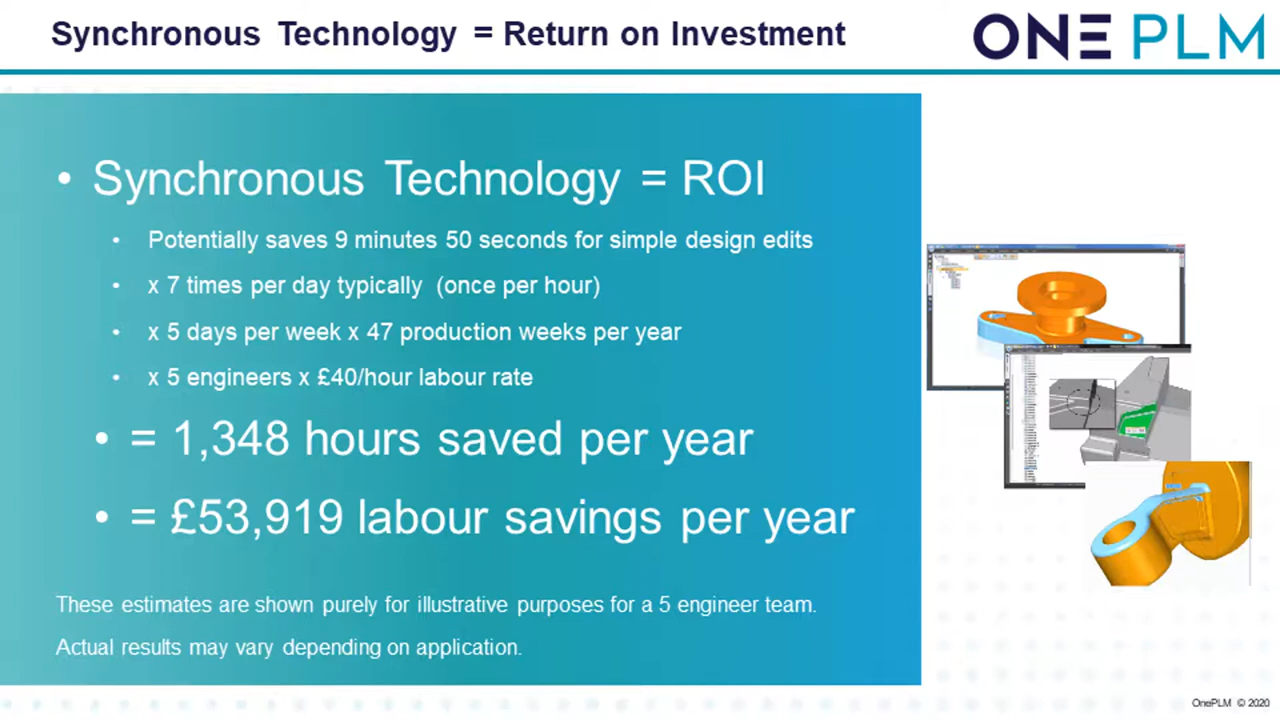 Synchronous Technology = Return on Investment
ONE PLM
• Synchronous Technology = ROI
• Potentially saves 9 minutes 50 seconds for simple design edits
• x 7 times per day typically (once per hour)
• x 5 days per week x 47 production weeks per year
• x 5 engineers x £40/hour labour rate
• = 1,348 hours saved per year
• = £53,919 labour savings per year
These estimates are shown purely for illustrative purposes for a 5 engineer team.
Actual results may vary depending on application.
OnePLM © 2020